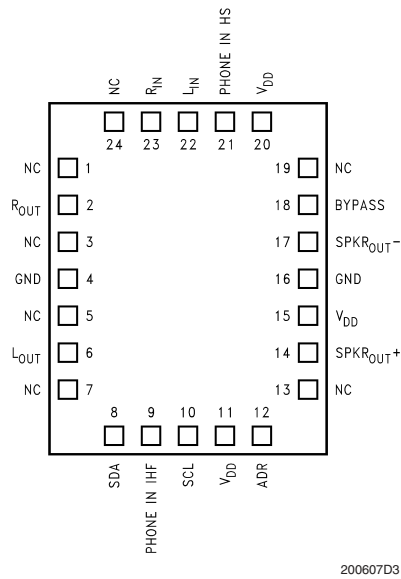 NC
R_IN
L_IN
PHONE IN HS
V_DD
24 23 22 21 20
NC 1 19 NC
R_OUT 2 18 BYPASS
NC 3 17 SPKR_OUT-
GND 4 16 GND
NC 5 15 V_DD
L_OUT 6 14 SPKR_OUT+
NC 7 13 NC
8 9 10 11 12
SDA
PHONE IN IHF
SCL
V_DD
ADR
200607D3